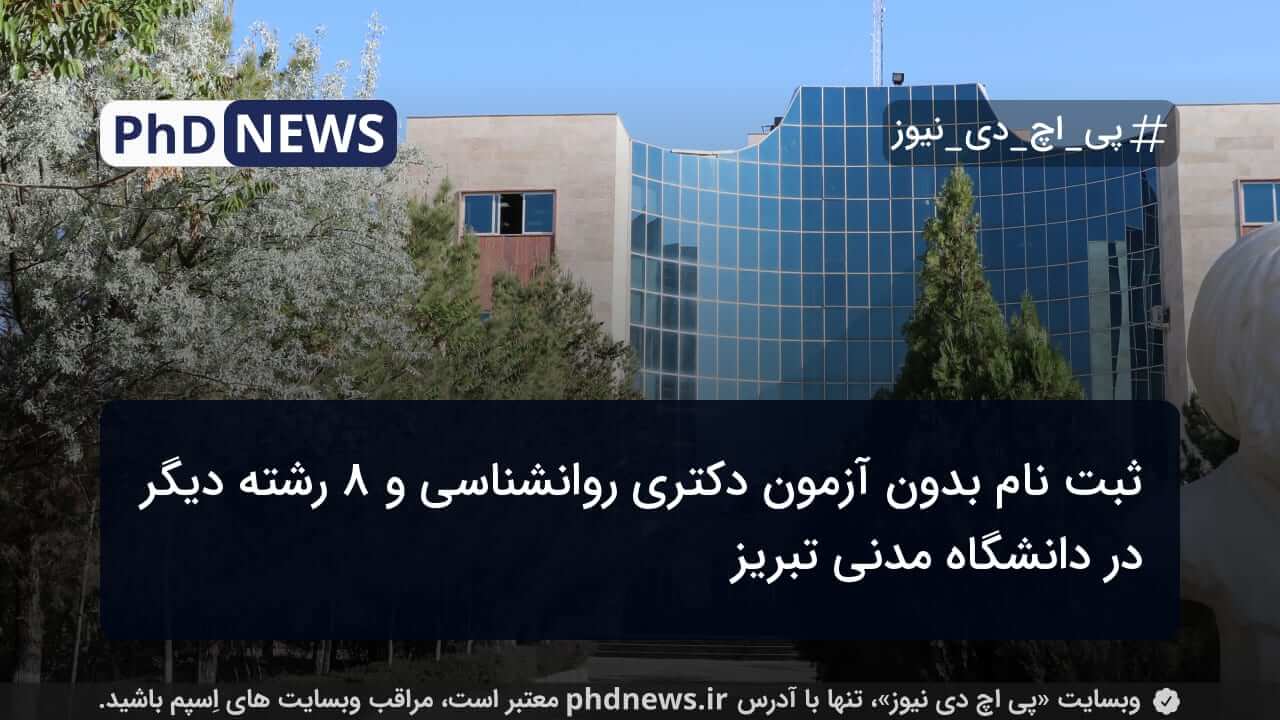 PhD NEWS
#پی_اچ_دی_نیوز
ثبت نام بدون آزمون دکتری روانشناسی و ۸ رشته دیگر
در دانشگاه مدنی تبریز
وبسایت «پی اچ دی نیوز»، تنها با آدرس phdnews.ir معتبر است، مراقب وبسایت های اِسپم باشید.